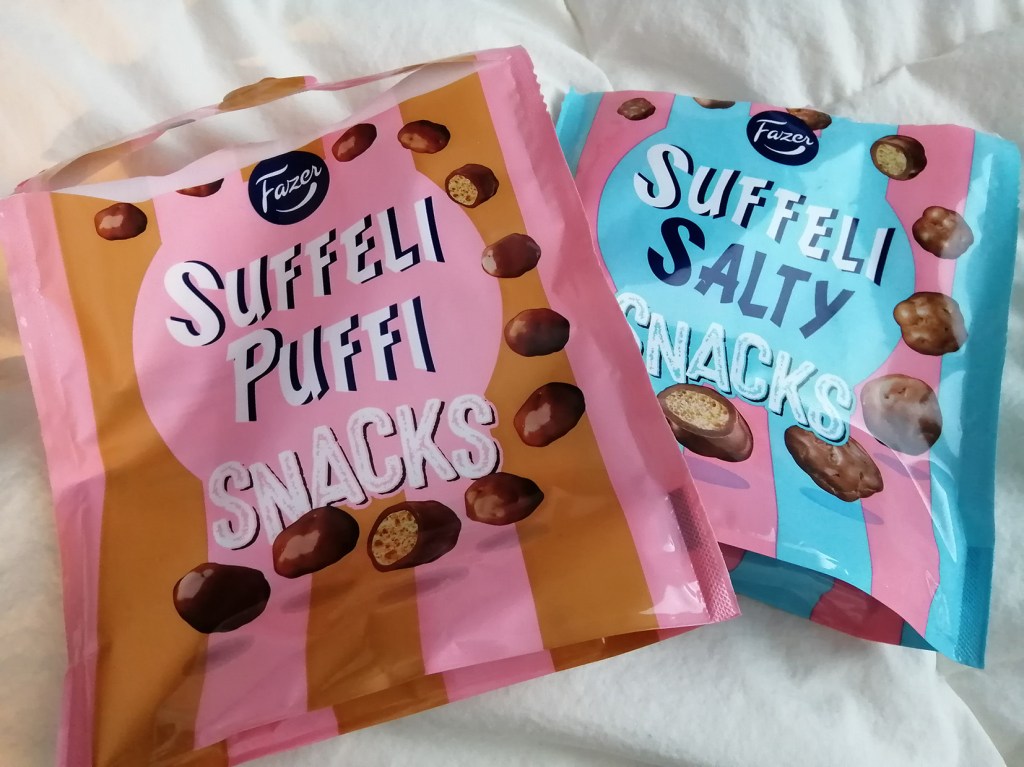 Fazer
SUFFELI
PUFFI
SNACKS
Fazer
SUFFELI
SALTY
SNACKS